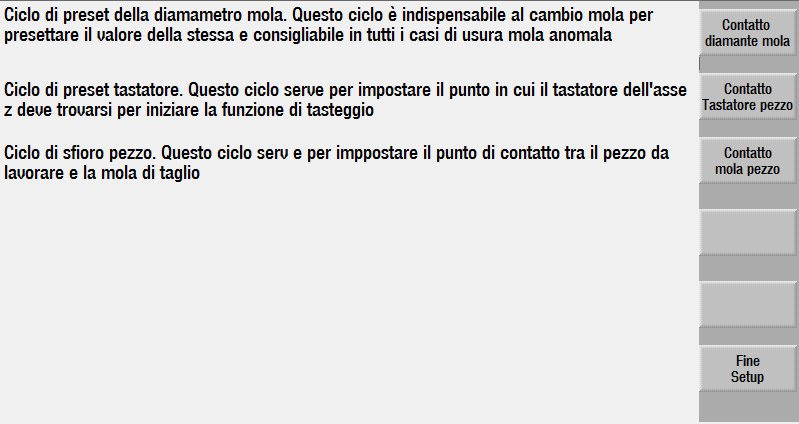 Ciclo di preset della diamametro mola. Questo ciclo è indispensabile al cambio mola per
presettare il valore della stessa e consigliabile in tutti i casi di usura mola anomala
Contatto
diamante mola
Ciclo di preset tastatore. Questo ciclo serve per impostare il punto in cui il tastatore dell'asse
z deve trovarsi per iniziare la funzione di tasteggio
Contatto
Tastatore pezzo
Ciclo di sfioro pezzo. Questo ciclo serv e per imppostare il punto di contatto tra il pezzo da
lavorare e la mola di taglio
Contatto
mola pezzo
Fine
Setup